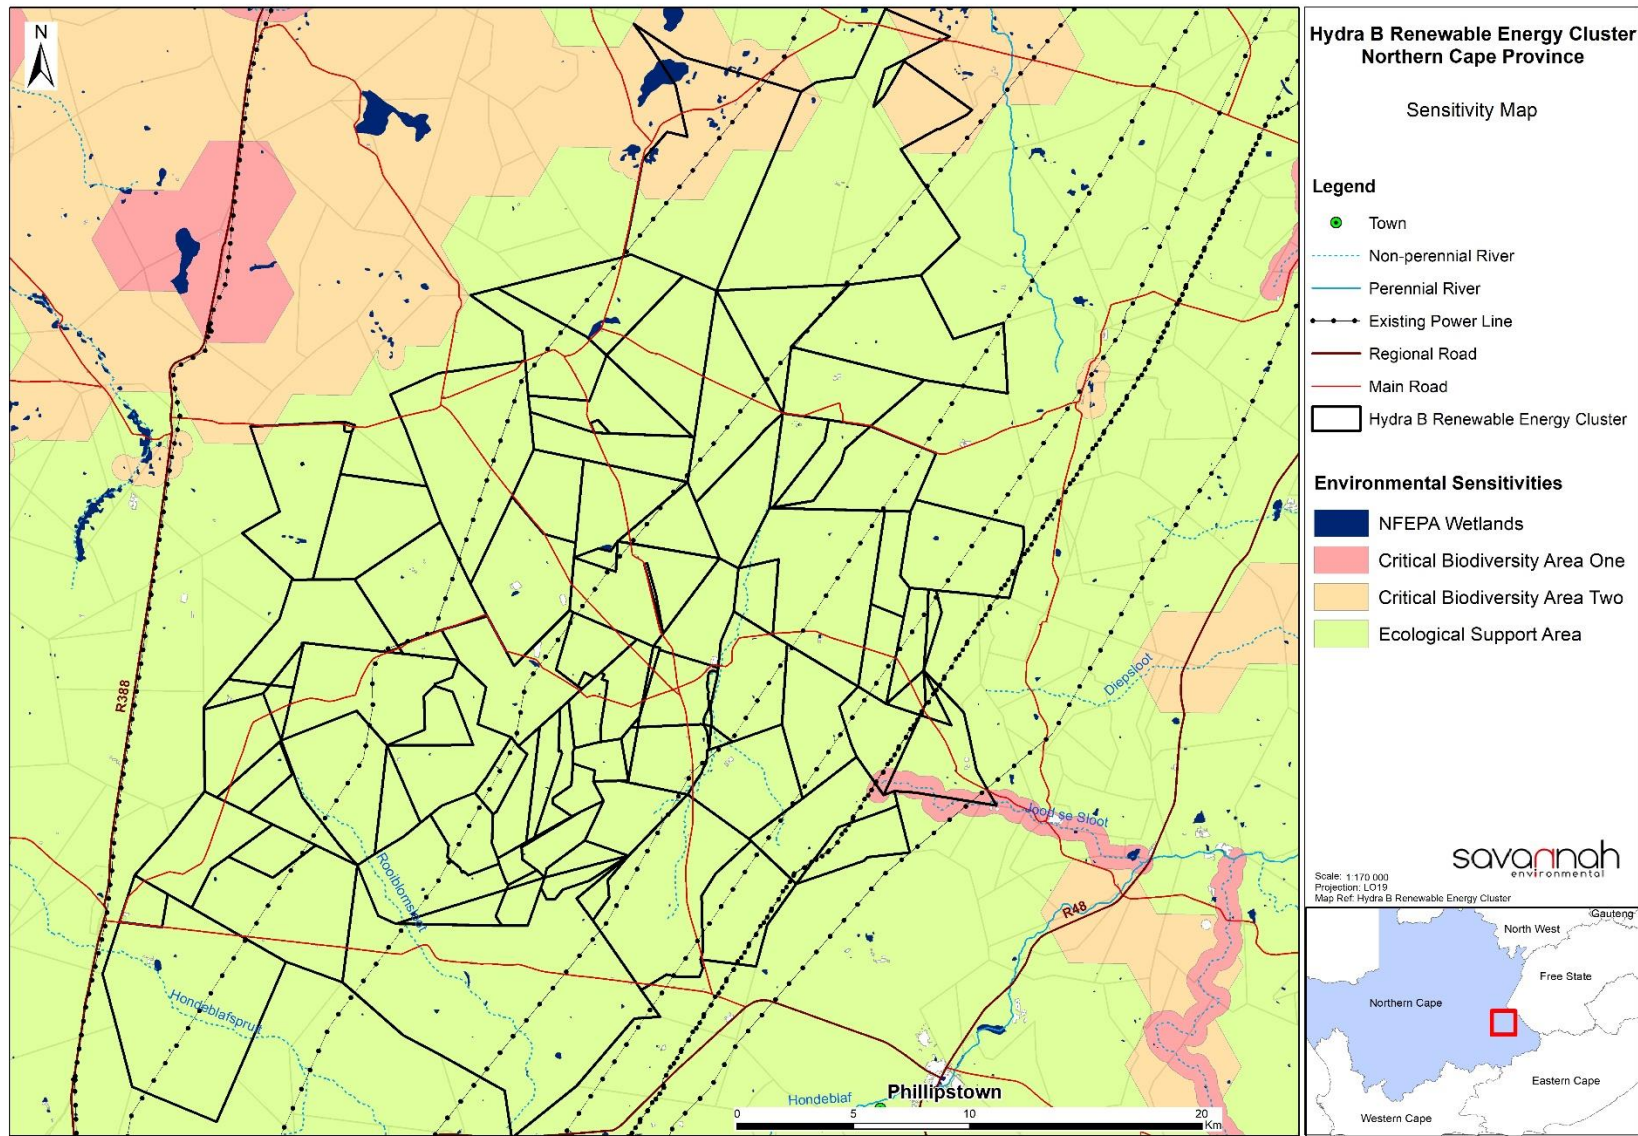 Hydra B Renewable Energy Cluster
Northern Cape Province
Sensitivity Map
Legend
Town
Non-perennial River
Perennial River
Existing Power Line
Regional Road
Main Road
Hydra B Renewable Energy Cluster
Environmental Sensitivities
NFEPA Wetlands
Critical Biodiversity Area One
Critical Biodiversity Area Two
Ecological Support Area
savannah
environmental
Scale: 1:170 000
Projection: LO19
Map Ref: Hydra B Renewable Energy Cluster
Gauteng
North West
Free State
Northern Cape
Eastern Cape
Western Cape
N
R388
Diepsloot
Jood se Sloot
Rooiblomsloot
R48
Hondeblafspruit
Phillipstown
Hondeblaf
0 5 10 20
Km